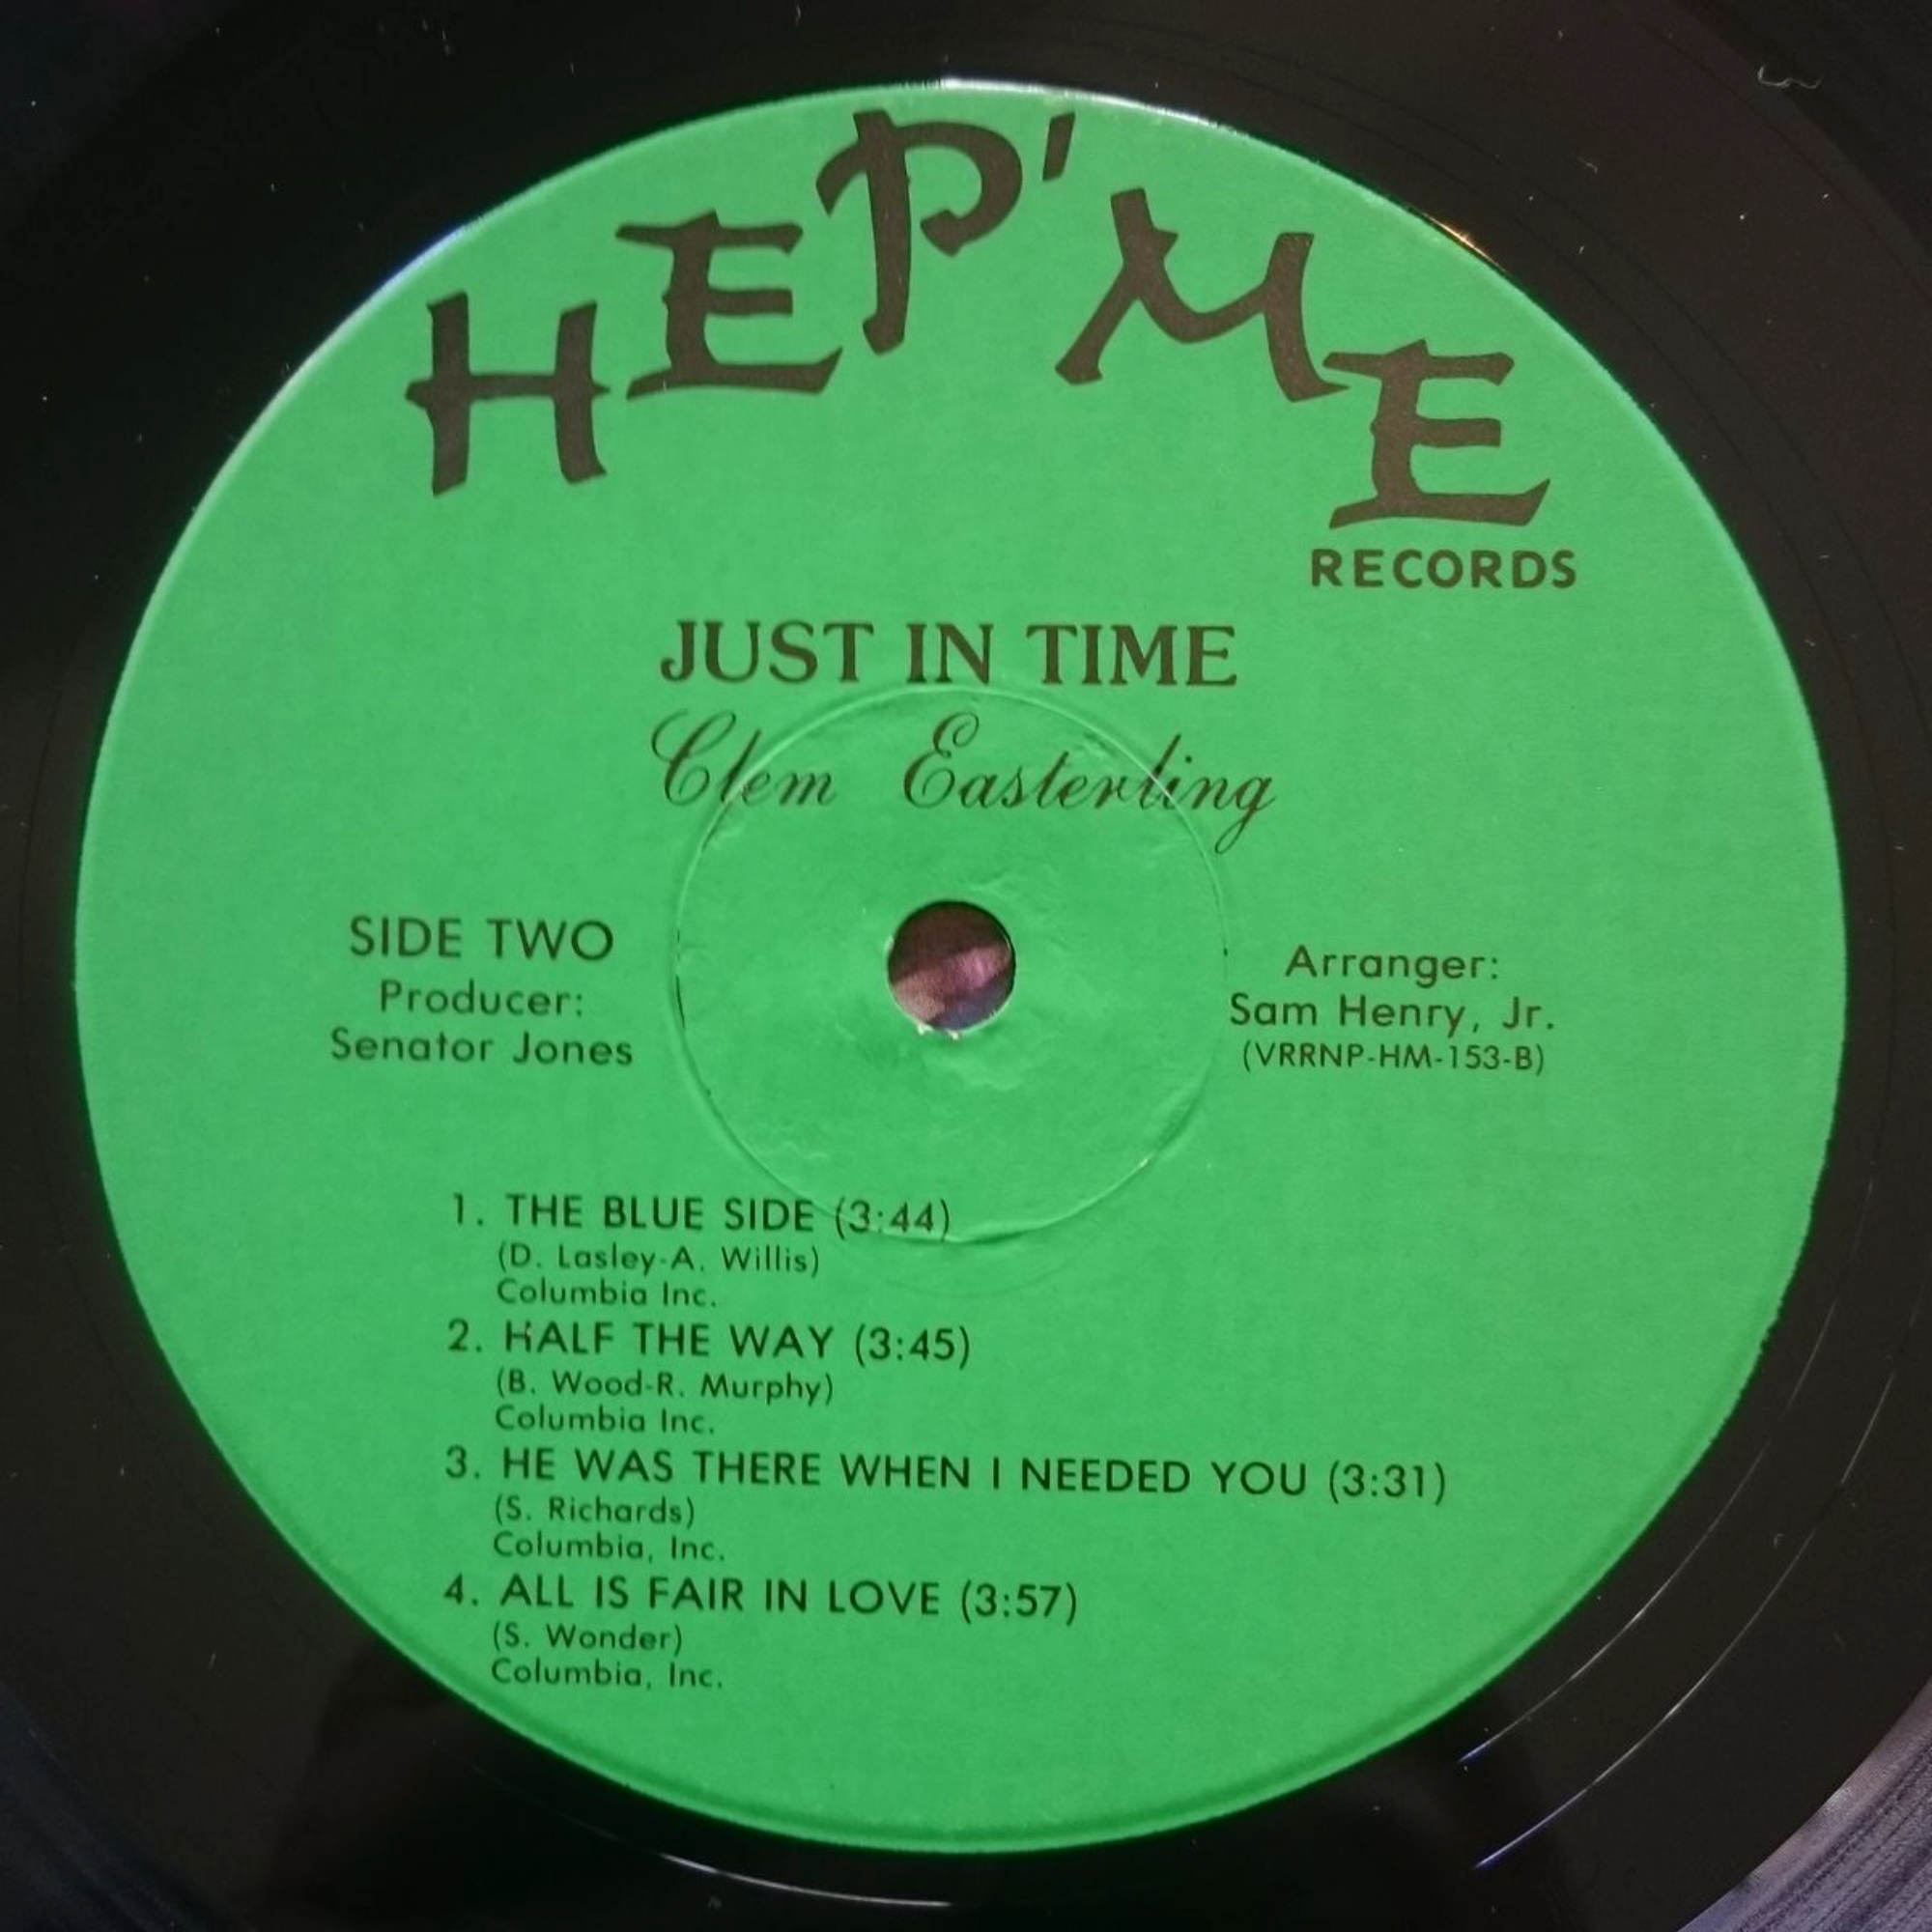 HEP'ME
RECORDS
JUST IN TIME
Clem Easterling
SIDE TWO
Producer:
Senator Jones
Arranger:
Sam Henry, Jr.
(VRRNP-HM-153-B)
1. THE BLUE SIDE (3:44)
(D. Lasley-A. Willis)
Columbia Inc.
2. HALF THE WAY (3:45)
(B. Wood-R. Murphy)
Columbia Inc.
3. HE WAS THERE WHEN I NEEDED YOU (3:31)
(S. Richards)
Columbia, Inc.
4. ALL IS FAIR IN LOVE (3:57)
(S. Wonder)
Columbia, Inc.